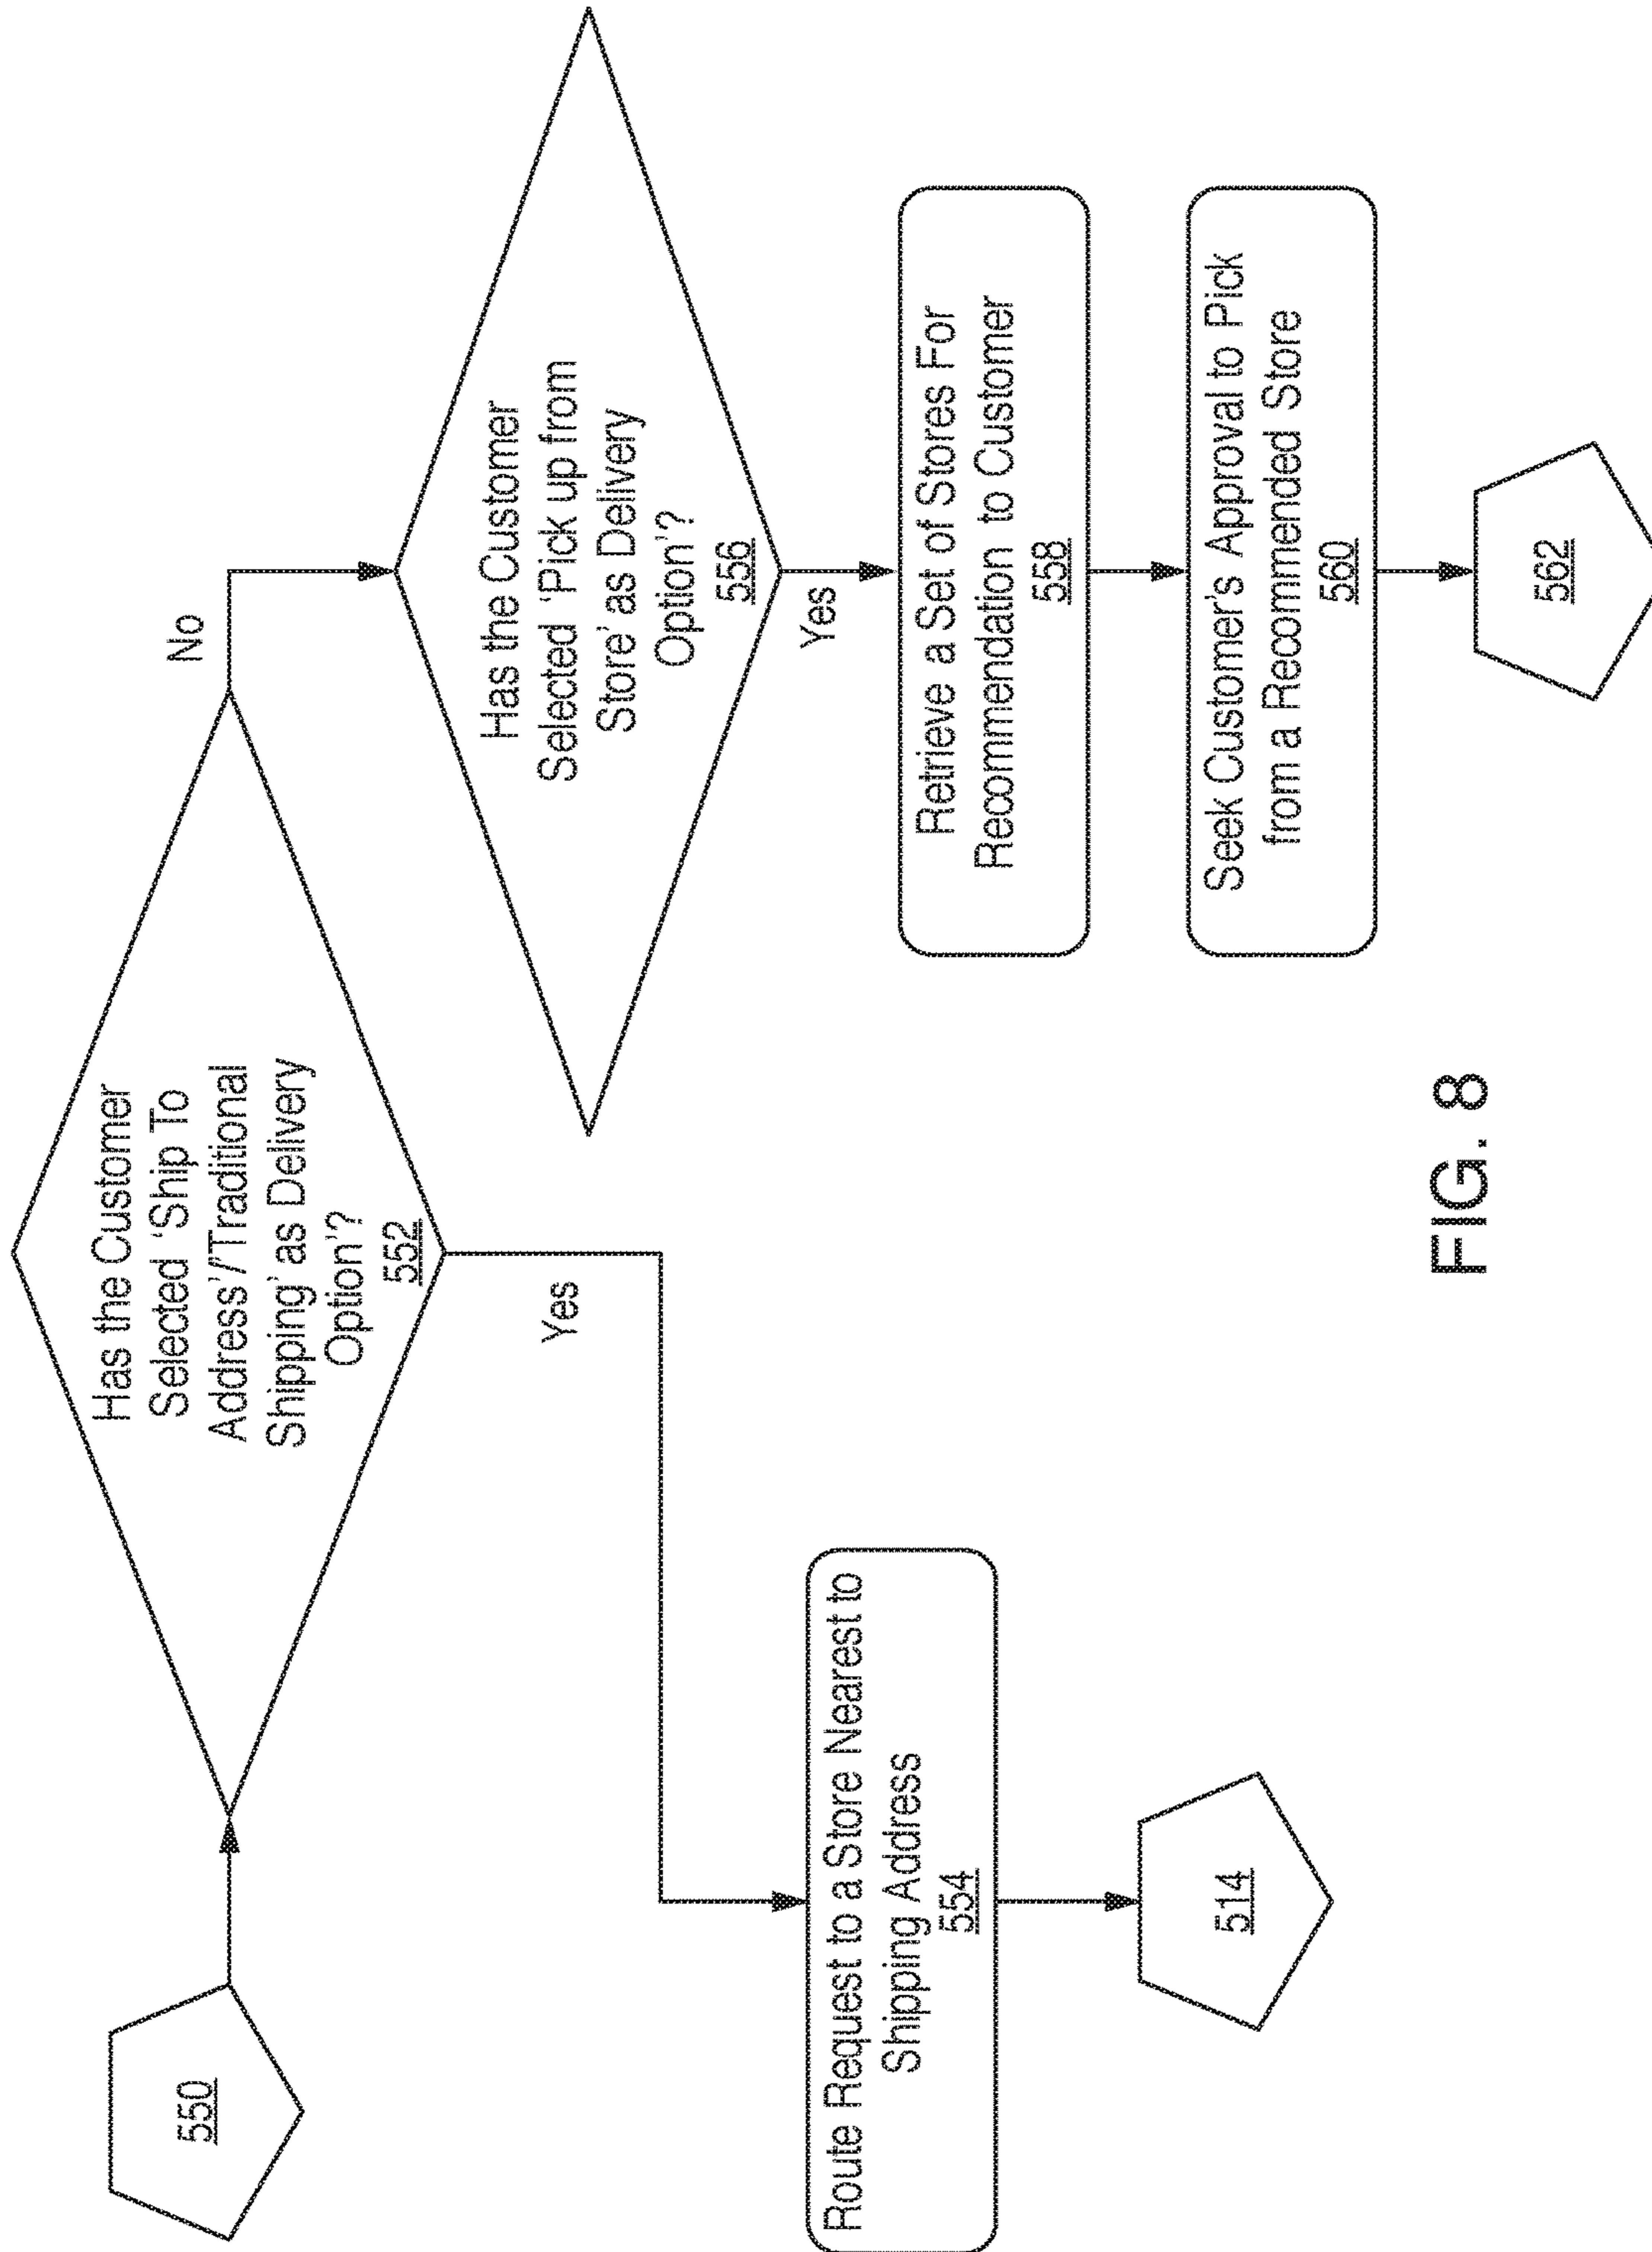 550
Has the Customer
Selected 'Ship To
Address'/'Traditional
Shipping' as Delivery
Option'?
552
No
Yes
Has the Customer
Selected 'Pick up from
Store' as Delivery
Option'?
556
Yes
Route Request to a Store Nearest to
Shipping Address
554
514
Retrieve a Set of Stores For
Recommendation to Customer
558
Seek Customer's Approval to Pick
from a Recommended Store
560
562
FIG. 8